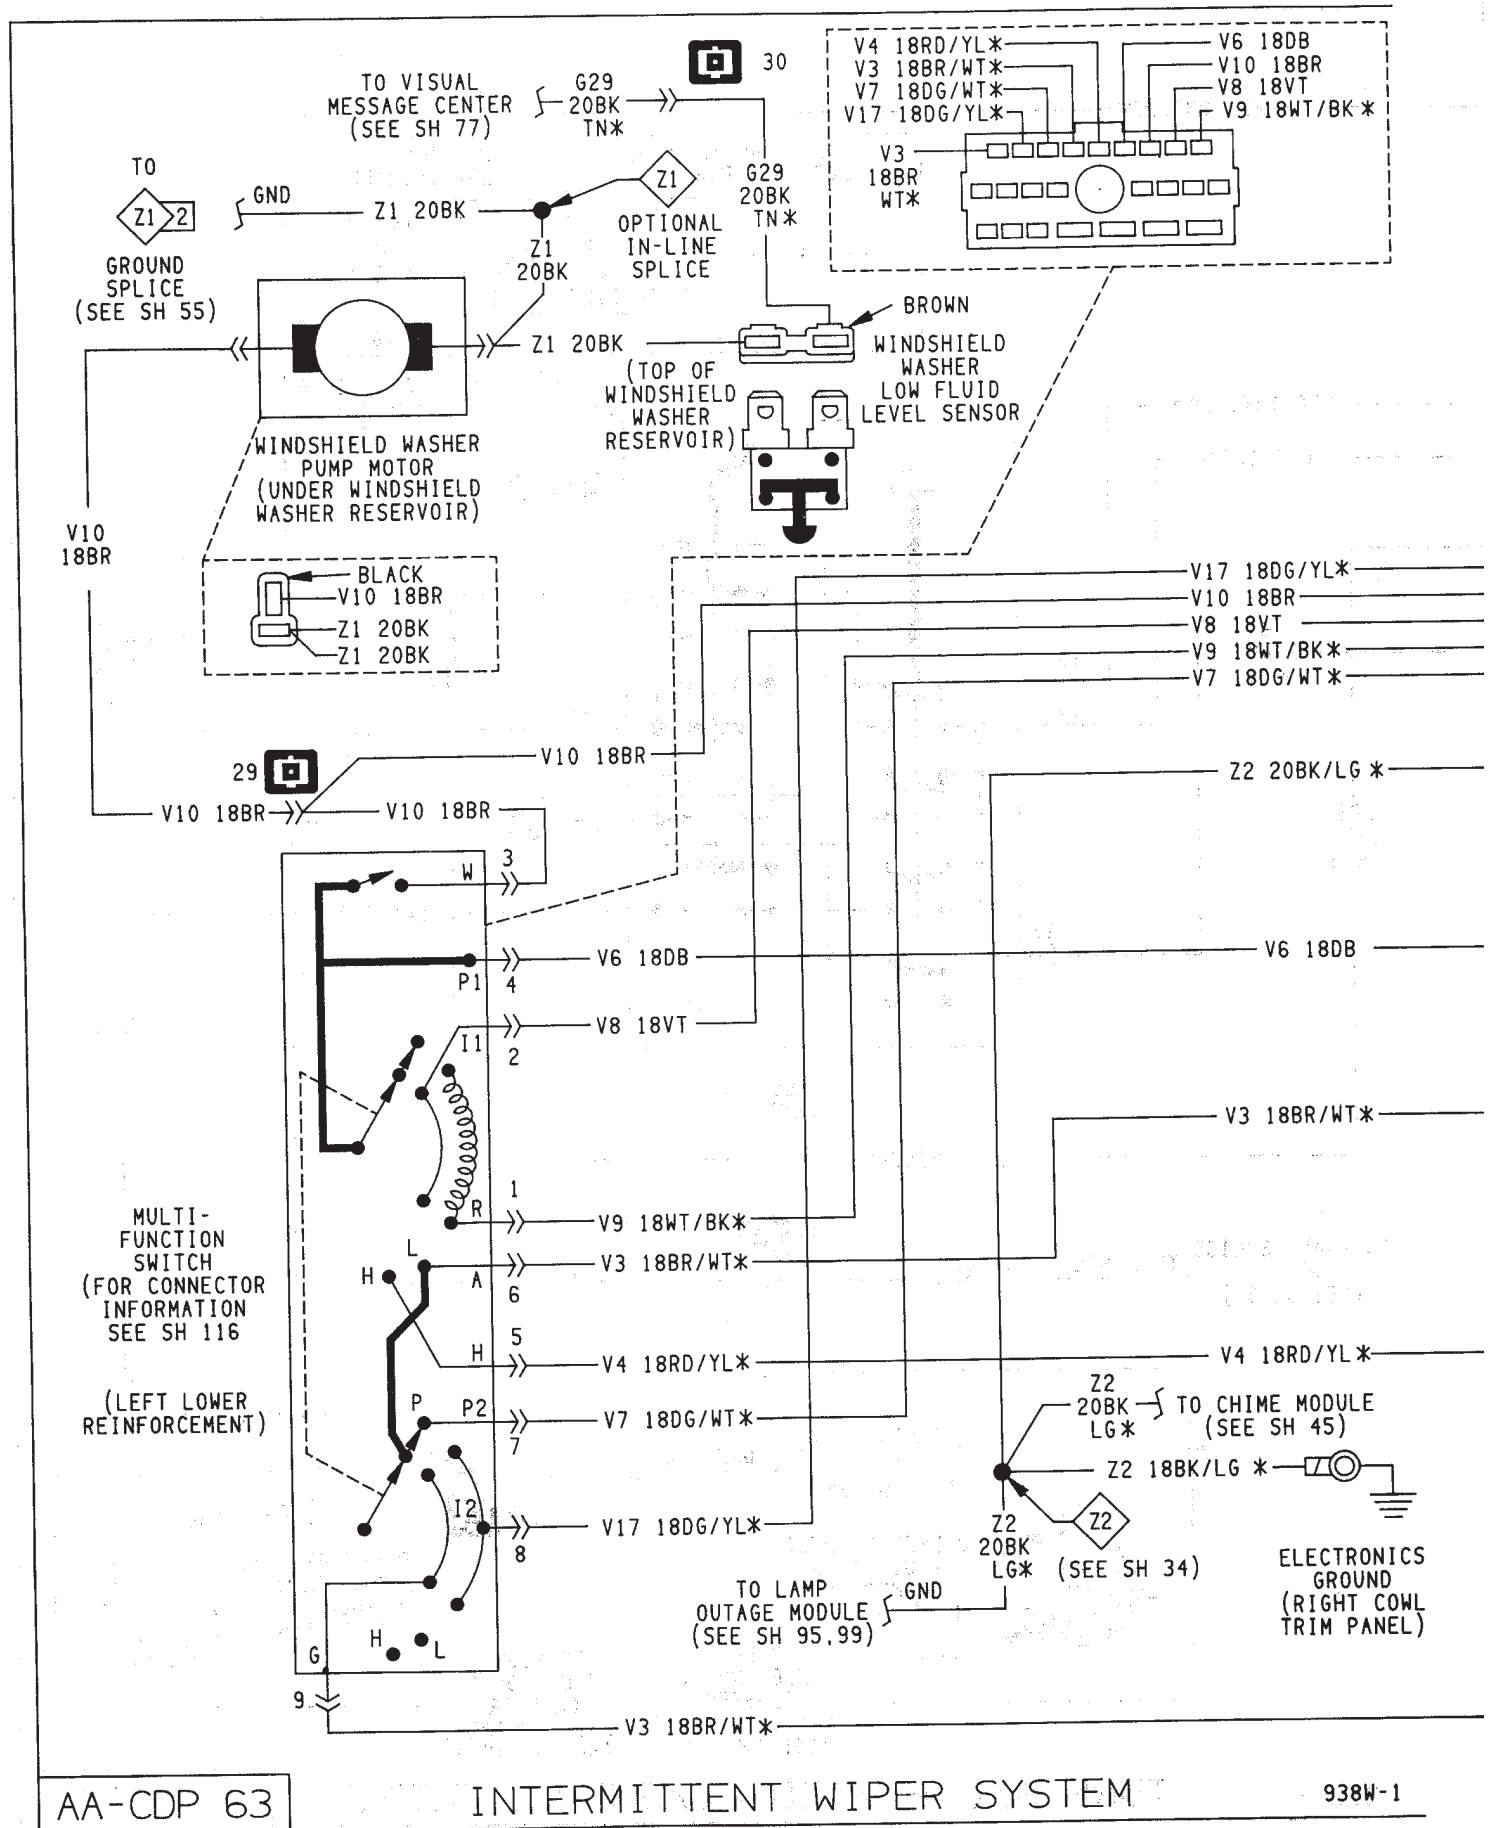 30
V4 18RD/YL*
V3 18BR/WT*
V7 18DG/WT*
V17 18DG/YL*
V6 18DB
V10 18BR
V8 18VT
V9 18WT/BK*
V3
18BR
WT*
TO VISUAL
MESSAGE CENTER
(SEE SH 77)
G29
20BK
TN*
TO
Z1 2
GND
Z1 20BK
Z1
OPTIONAL
IN-LINE
SPLICE
G29
20BK
TN*
GROUND
SPLICE
(SEE SH 55)
Z1
20BK
Z1 20BK
BROWN
(TOP OF
WINDSHIELD
WASHER
RESERVOIR)
WINDSHIELD
WASHER
LOW FLUID
LEVEL SENSOR
WINDSHIELD WASHER
PUMP MOTOR
(UNDER WINDSHIELD
WASHER RESERVOIR)
V10
18BR
BLACK
V10 18BR
Z1 20BK
Z1 20BK
V17 18DG/YL*
V10 18BR
V8 18VT
V9 18WT/BK*
V7 18DG/WT*
29
V10 18BR
V10 18BR
V10 18BR
Z2 20BK/LG *
W
3
P1
4
V6 18DB
V6 18DB
I1
2
V8 18VT
V3 18BR/WT*
MULTI-
FUNCTION
SWITCH
(FOR CONNECTOR
INFORMATION
SEE SH 116
(LEFT LOWER
REINFORCEMENT)
R
1
V9 18WT/BK*
L
H
A
6
V3 18BR/WT*
H
5
V4 18RD/YL*
V4 18RD/YL*
P
P2
7
V7 18DG/WT*
Z2
20BK
LG*
TO CHIME MODULE
(SEE SH 45)
Z2 18BK/LG *
I2
8
V17 18DG/YL*
Z2
20BK
LG*
Z2
(SEE SH 34)
ELECTRONICS
GROUND
(RIGHT COWL
TRIM PANEL)
TO LAMP
OUTAGE MODULE
(SEE SH 95,99)
GND
H
L
G
9
V3 18BR/WT*
AA-CDP 63
INTERMITTENT WIPER SYSTEM
938W-1